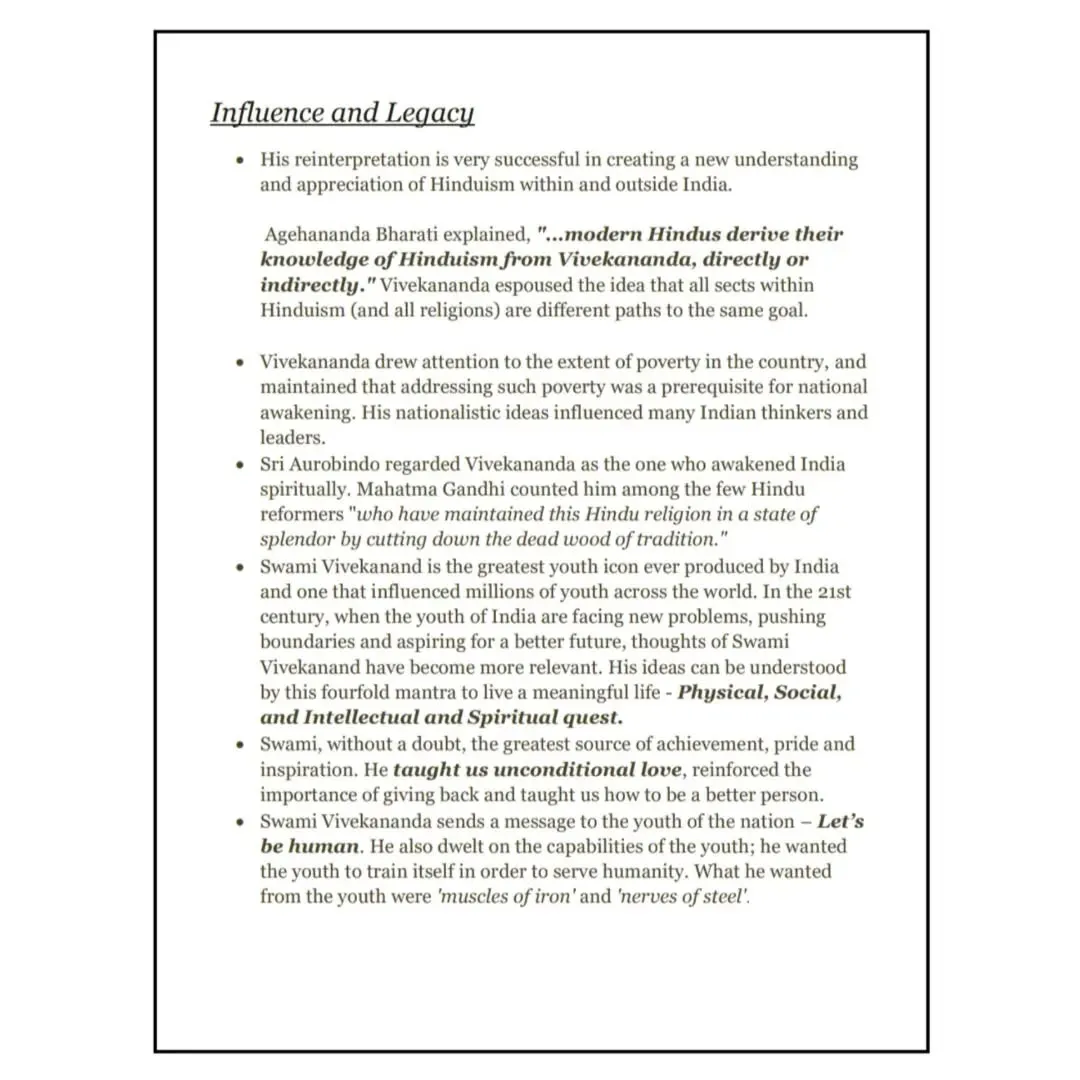 Influence and Legacy
• His reinterpretation is very successful in creating a new understanding
and appreciation of Hinduism within and outside India.
Agehananda Bharati explained, "...modern Hindus derive their
knowledge of Hinduism from Vivekananda, directly or
indirectly." Vivekananda espoused the idea that all sects within
Hinduism (and all religions) are different paths to the same goal.
• Vivekananda drew attention to the extent of poverty in the country, and
maintained that addressing such poverty was a prerequisite for national
awakening. His nationalistic ideas influenced many Indian thinkers and
leaders.
• Sri Aurobindo regarded Vivekananda as the one who awakened India
spiritually. Mahatma Gandhi counted him among the few Hindu
reformers "who have maintained this Hindu religion in a state of
splendor by cutting down the dead wood of tradition."
• Swami Vivekanand is the greatest youth icon ever produced by India
and one that influenced millions of youth across the world. In the 21st
century, when the youth of India are facing new problems, pushing
boundaries and aspiring for a better future, thoughts of Swami
Vivekanand have become more relevant. His ideas can be understood
by this fourfold mantra to live a meaningful life - Physical, Social,
and Intellectual and Spiritual quest.
• Swami, without a doubt, the greatest source of achievement, pride and
inspiration. He taught us unconditional love, reinforced the
importance of giving back and taught us how to be a better person.
• Swami Vivekananda sends a message to the youth of the nation – Let’s
be human. He also dwelt on the capabilities of the youth; he wanted
the youth to train itself in order to serve humanity. What he wanted
from the youth were 'muscles of iron' and 'nerves of steel'.